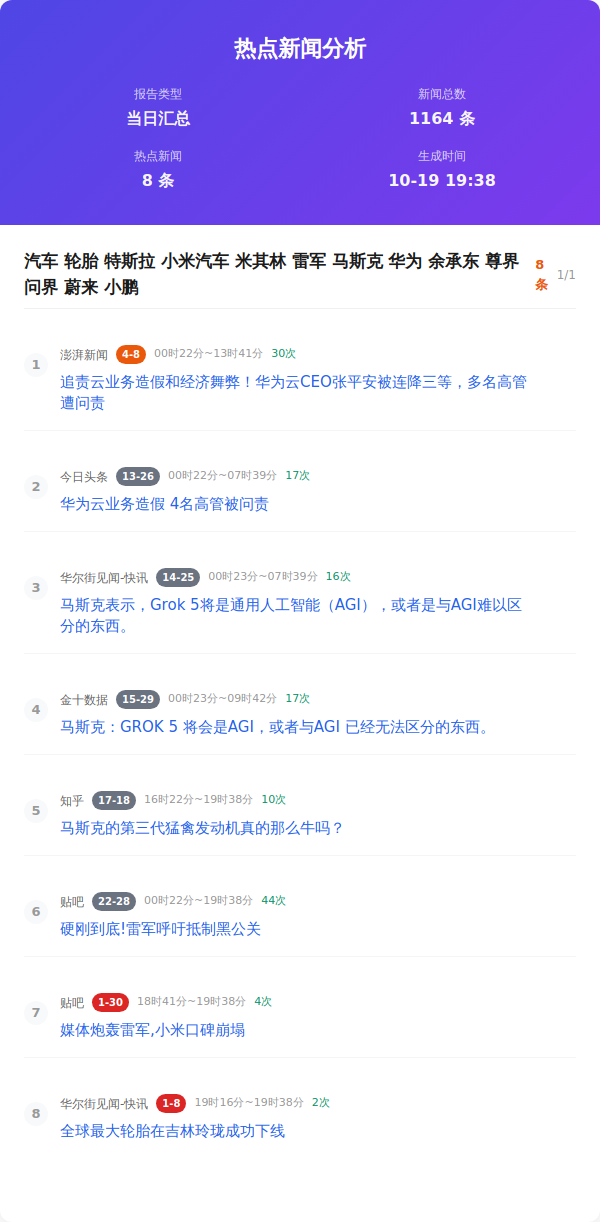 热点新闻分析
报告类型
当日汇总
新闻总数
1164 条
热点新闻
8 条
生成时间
10-19 19:38
汽车 轮胎 特斯拉 小米汽车 米其林 雷军 马斯克 华为 余承东 尊界
问界 蔚来 小鹏
8
条
1/1
1
澎湃新闻 4-8 00时22分~13时41分 30次
追责云业务造假和经济舞弊！华为云CEO张平安被连降三等，多名高管
遭问责
2
今日头条 13-26 00时22分~07时39分 17次
华为云业务造假 4名高管被问责
3
华尔街见闻-快讯 14-25 00时23分~07时39分 16次
马斯克表示，Grok 5将是通用人工智能（AGI），或者是与AGI难以区
分的东西。
4
金十数据 15-29 00时23分~09时42分 17次
马斯克：GROK 5 将会是AGI，或者与AGI 已经无法区分的东西。
5
知乎 17-18 16时22分~19时38分 10次
马斯克的第三代猛禽发动机真的那么牛吗？
6
贴吧 22-28 00时22分~19时38分 44次
硬刚到底!雷军呼吁抵制黑公关
7
贴吧 1-30 18时41分~19时38分 4次
媒体炮轰雷军,小米口碑崩塌
8
华尔街见闻-快讯 1-8 19时16分~19时38分 2次
全球最大轮胎在吉林玲珑成功下线